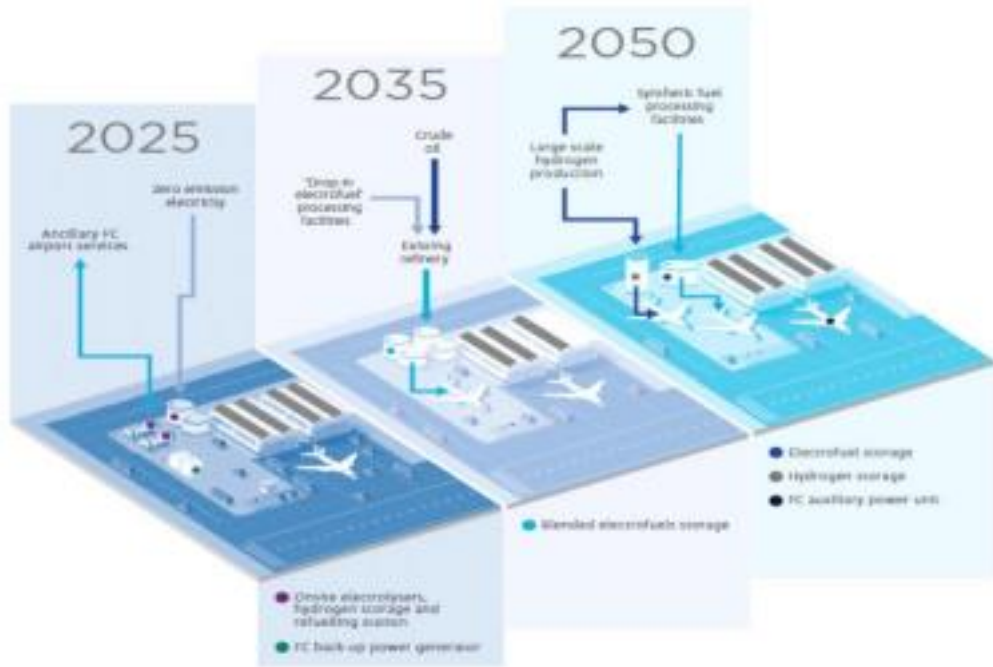 2025
Zero emission
electricity
Ancillary FC
airport services
Onsite electrolysers,
hydrogen storage and
refuelling station
FC back-up power generator
2035
Crude
oil
"Drop-in
electrofuel"
processing
facilities
Existing
refinery
Blended electrofuels storage
2050
Synthetic fuel
processing
facilities
Large scale
hydrogen
production
Electrofuel storage
Hydrogen storage
FC auxiliary power unit